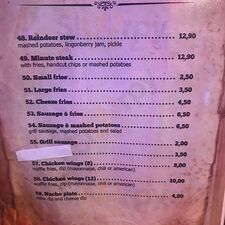 48. Reindeer stew 12,90
mashed potatoes, lingonberry jam, pickle
49. Minute steak 12,90
with fries, handcut chips or mashed potatoes
50. Small fries 2,50
51. Large fries 3,50
52. Cheese fries 4,50
53. Sausage & fries 6,50
54. Sausage & mashed potatoes 6,50
grill sausage, mashed potatoes and salad
55. Grill sausage 2,00
3,50
57. Chicken wings (8) 8,00
waffle fries, dip (mayonnaise, chili or american)
58. Chicken wings (12) 10,00
waffle fries, dip (mayonnaise, chili or american)
59. Nacho plate 4,50
salsa dip and cheese dip